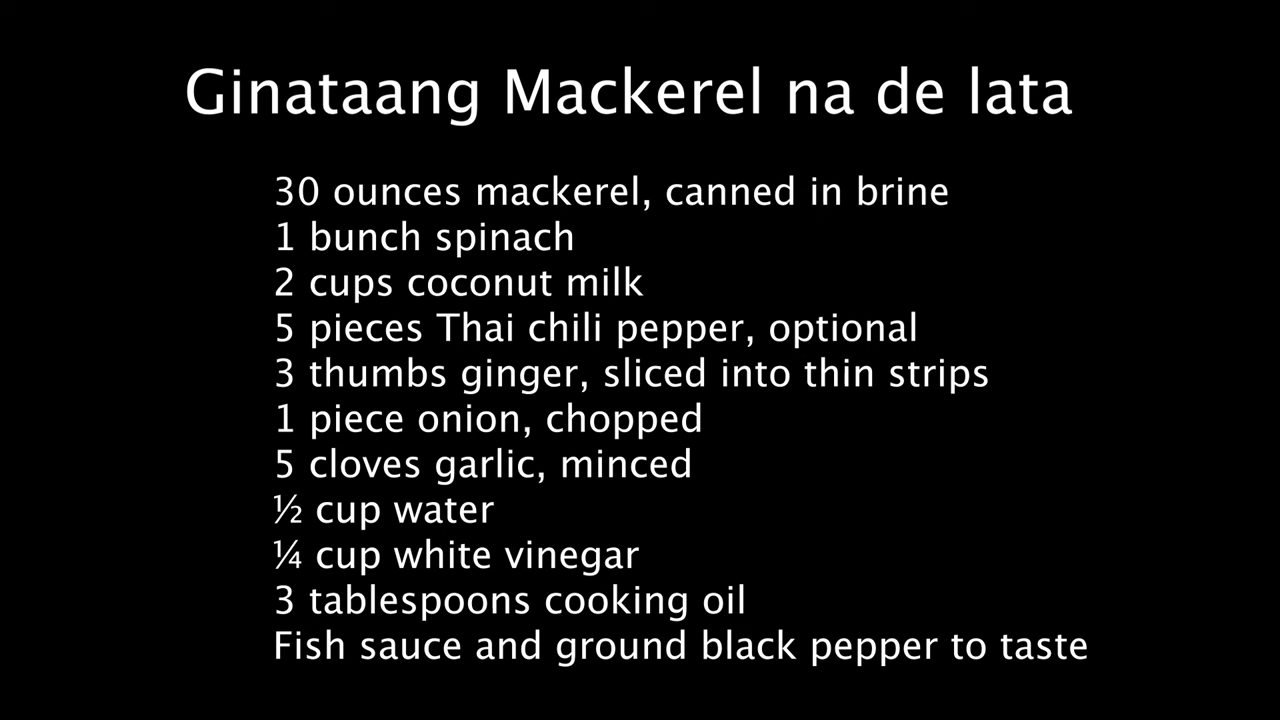 Ginataang Mackerel na de lata
30 ounces mackerel, canned in brine
1 bunch spinach
2 cups coconut milk
5 pieces Thai chili pepper, optional
3 thumbs ginger, sliced into thin strips
1 piece onion, chopped
5 cloves garlic, minced
½ cup water
¼ cup white vinegar
3 tablespoons cooking oil
Fish sauce and ground black pepper to taste